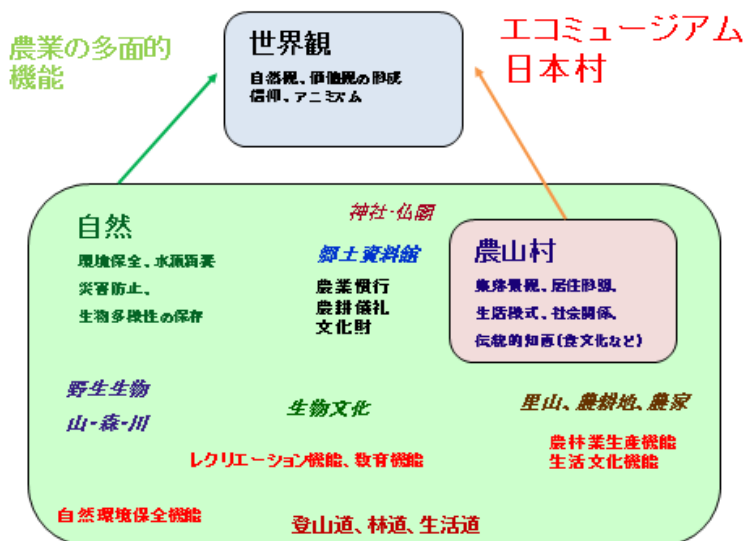 農業の多面的
機能
世界観
自然観、価値観の形成
信仰、アニミズム
エコミュージアム
日本村
自然
環境保全、水源涵養
災害防止、
生物多様性の保存
神社・仏閣
郷土資料館
農業慣行
農耕儀礼
文化財
農山村
集落景観、居住形態、
生活様式、社会関係、
伝統的知恵(食文化など)
野生生物
山・森・川
生物文化
里山、農耕地、農家
レクリエーション機能、教育機能
農林業生産機能
生活文化機能
自然環境保全機能
登山道、林道、生活道